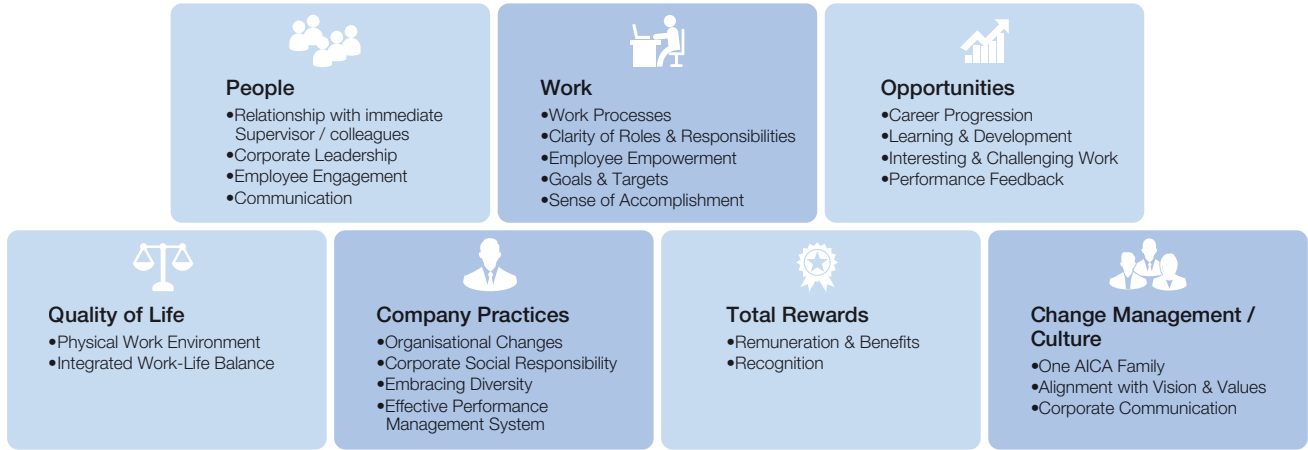 People
•Relationship with immediate
Supervisor / colleagues
•Corporate Leadership
•Employee Engagement
•Communication
Work
•Work Processes
•Clarity of Roles & Responsibilities
•Employee Empowerment
•Goals & Targets
•Sense of Accomplishment
Opportunities
•Career Progression
•Learning & Development
•Interesting & Challenging Work
•Performance Feedback
Quality of Life
•Physical Work Environment
•Integrated Work-Life Balance
Company Practices
•Organisational Changes
•Corporate Social Responsibility
•Embracing Diversity
•Effective Performance
Management System
Total Rewards
•Remuneration & Benefits
•Recognition
Change Management /
Culture
•One AICA Family
•Alignment with Vision & Values
•Corporate Communication